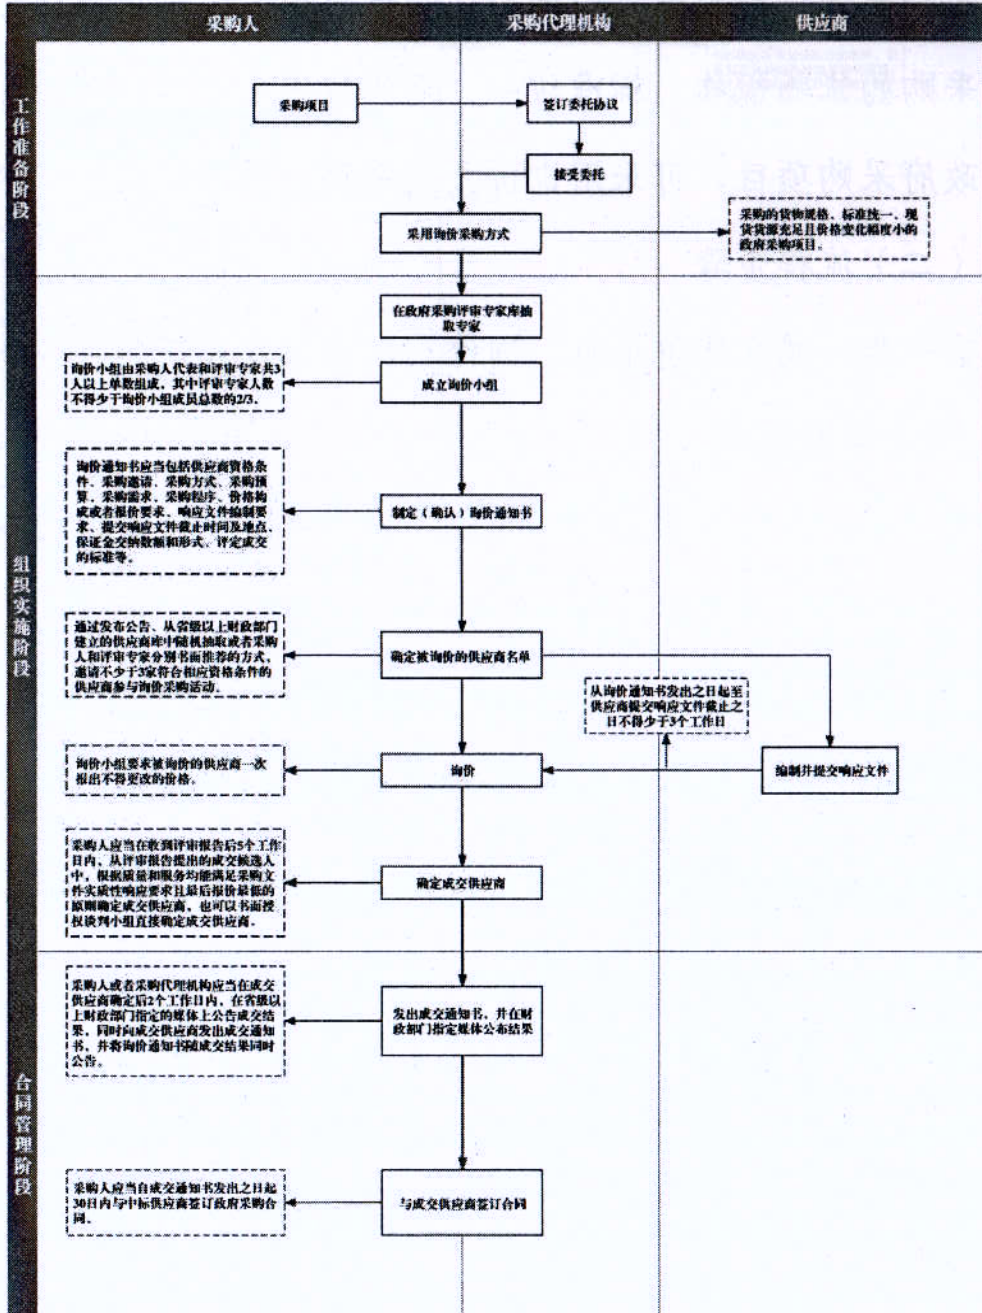 采购人
采购代理机构
供应商
工作准备阶段
采购项目
签订委托协议
接受委托
采用询价采购方式
采购的货物规格、标准统一、现
货货源充足且价格变化幅度小的
政府采购项目。
组织实施阶段
在政府采购评审专家库抽
取专家
询价小组由采购人代表和评审专家共3
人以上单数组成，其中评审专家人数
不得少于询价小组成员总数的2/3。
成立询价小组
询价通知书应当包括供应商资格条
件、采购邀请、采购方式、采购预
算、采购需求、采购程序、价格构
成或者报价要求、响应文件编制要
求、提交响应文件截止时间及地点、
保证金交纳数额和形式、评定成交
的标准等。
制定（确认）询价通知书
通过发布公告、从省级以上财政部门
建立的供应商库中随机抽取或者采购
人和评审专家分别书面推荐的方式，
邀请不少于3家符合相应资格条件的
供应商参与询价采购活动。
确定被询价的供应商名单
从询价通知书发出之日起至
供应商提交响应文件截止之
日不得少于3个工作日
询价小组要求被询价的供应商一次
报出不得更改的价格。
询价
编制并提交响应文件
采购人应当在收到评审报告后5个工作
日内，从评审报告提出的成交候选人
中，根据质量和服务均能满足采购文
件实质性响应要求且最后报价最低的
原则确定成交供应商，也可以书面授
权谈判小组直接确定成交供应商。
确定成交供应商
合同管理阶段
采购人或者采购代理机构应当在成交
供应商确定后2个工作日内，在省级以
上财政部门指定的媒体上公告成交结
果，同时向成交供应商发出成交通知
书，并将询价通知书随成交结果同时
公告。
发出成交通知书，并在财
政部门指定媒体公布结果
采购人应当自成交通知书发出之日起
30日内与中标供应商签订政府采购合
同。
与成交供应商签订合同